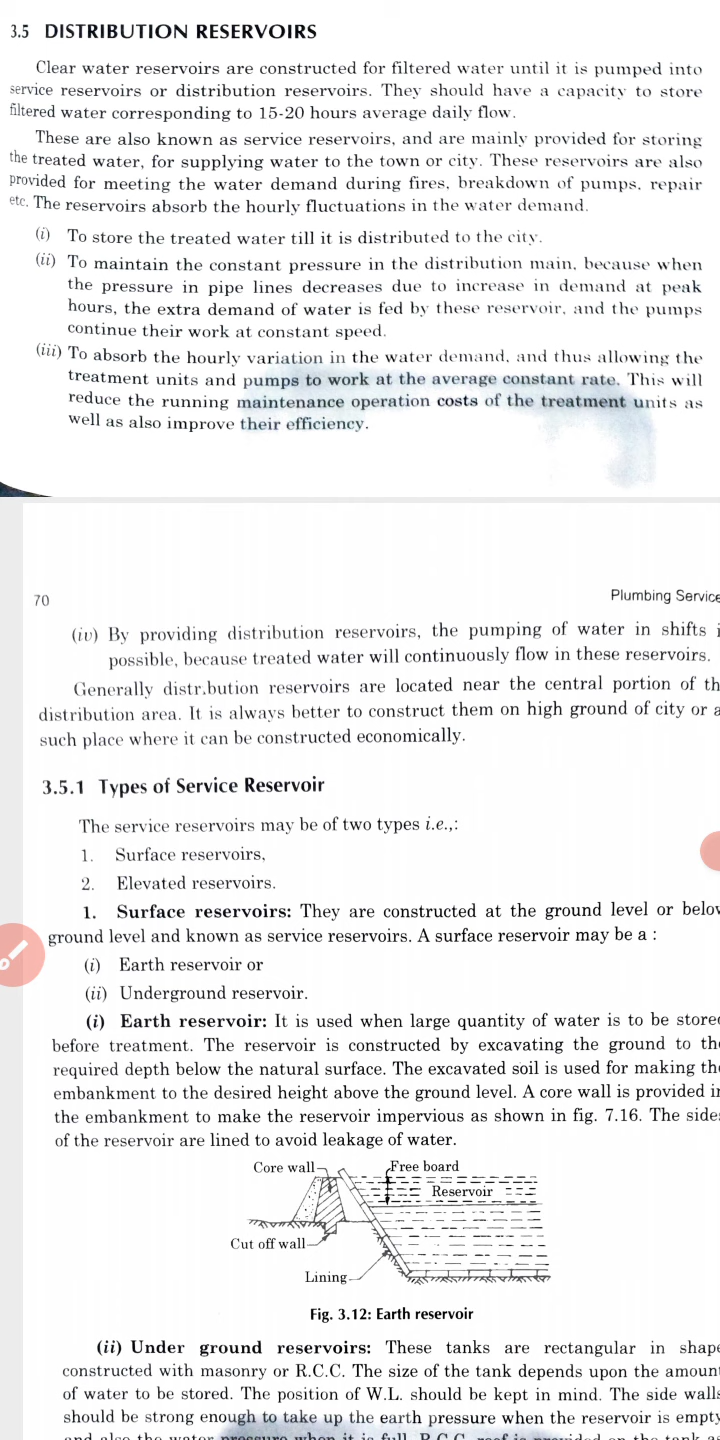 3.5 DISTRIBUTION RESERVOIRS
Clear water reservoirs are constructed for filtered water until it is pumped into
service reservoirs or distribution reservoirs. They should have a capacity to store
filtered water corresponding to 15-20 hours average daily flow.
These are also known as service reservoirs, and are mainly provided for storing
the treated water, for supplying water to the town or city. These reservoirs are also
provided for meeting the water demand during fires, breakdown of pumps, repair
etc. The reservoirs absorb the hourly fluctuations in the water demand.
(i) To store the treated water till it is distributed to the city.
(ii) To maintain the constant pressure in the distribution main, because when
the pressure in pipe lines decreases due to increase in demand at peak
hours, the extra demand of water is fed by these reservoir, and the pumps
continue their work at constant speed.
(iii) To absorb the hourly variation in the water demand, and thus allowing the
treatment units and pumps to work at the average constant rate. This will
reduce the running maintenance operation costs of the treatment units as
well as also improve their efficiency.
70
Plumbing Service
(iv) By providing distribution reservoirs, the pumping of water in shifts i
possible, because treated water will continuously flow in these reservoirs.
Generally distr.bution reservoirs are located near the central portion of th
distribution area. It is always better to construct them on high ground of city or a
such place where it can be constructed economically.
3.5.1 Types of Service Reservoir
The service reservoirs may be of two types i.e.,:
1. Surface reservoirs,
2. Elevated reservoirs.
1. Surface reservoirs: They are constructed at the ground level or below
ground level and known as service reservoirs. A surface reservoir may be a :
(i) Earth reservoir or
(ii) Underground reservoir.
(i) Earth reservoir: It is used when large quantity of water is to be stored
before treatment. The reservoir is constructed by excavating the ground to the
required depth below the natural surface. The excavated soil is used for making the
embankment to the desired height above the ground level. A core wall is provided in
the embankment to make the reservoir impervious as shown in fig. 7.16. The sides
of the reservoir are lined to avoid leakage of water.
Core wall
Free board
Reservoir
Cut off wall
Lining
Fig. 3.12: Earth reservoir
(ii) Under ground reservoirs: These tanks are rectangular in shape
constructed with masonry or R.C.C. The size of the tank depends upon the amount
of water to be stored. The position of W.L. should be kept in mind. The side walls
should be strong enough to take up the earth pressure when the reservoir is empty
and also the water pressure when it is full. R.C.C. roof is provided on the tank as